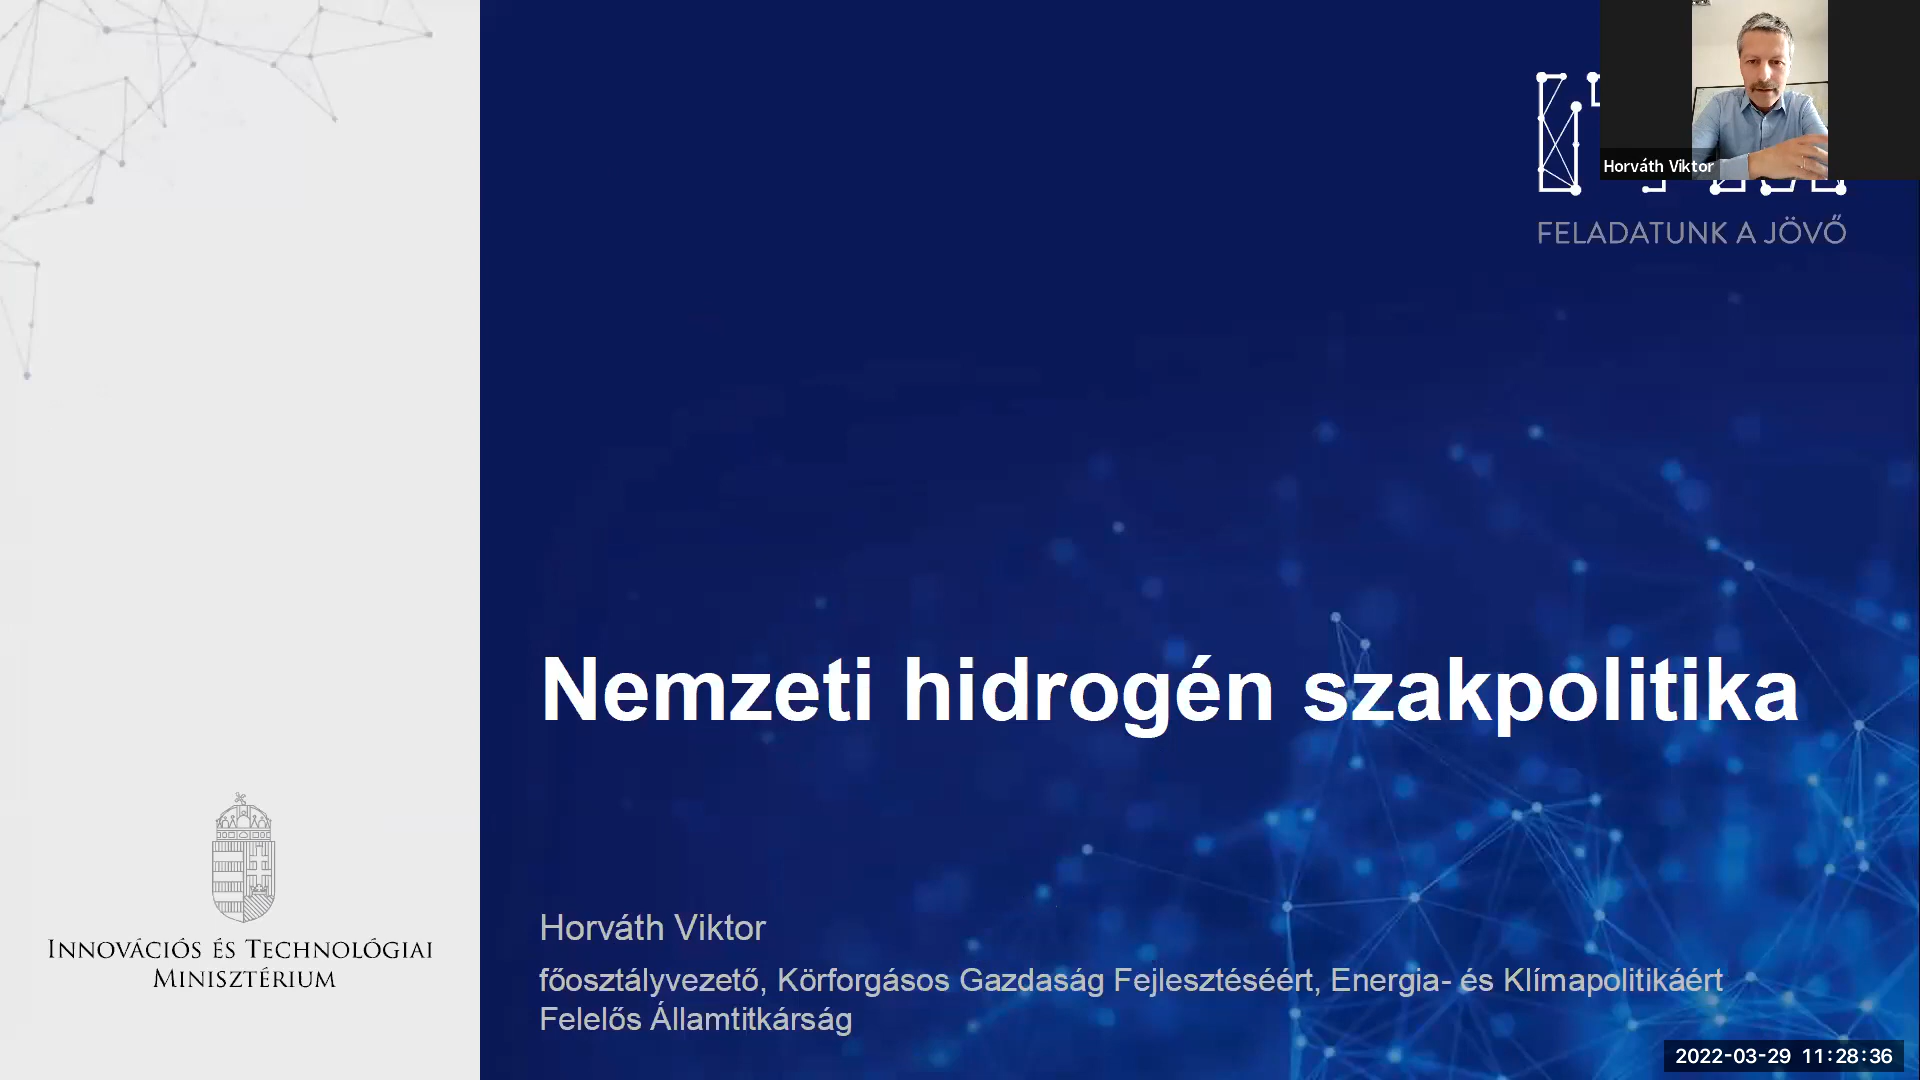 Horváth Viktor
FELADATUNK A JÖVŐ
Nemzeti hidrogén szakpolitika
INNOVÁCIÓS ÉS TECHNOLÓGIAI
MINISZTÉRIUM
Horváth Viktor
főosztályvezető, Körforgásos Gazdaság Fejlesztéséért, Energia- és Klímapolitikáért
Felelős Államtitkárság
2022-03-29 11:28:36